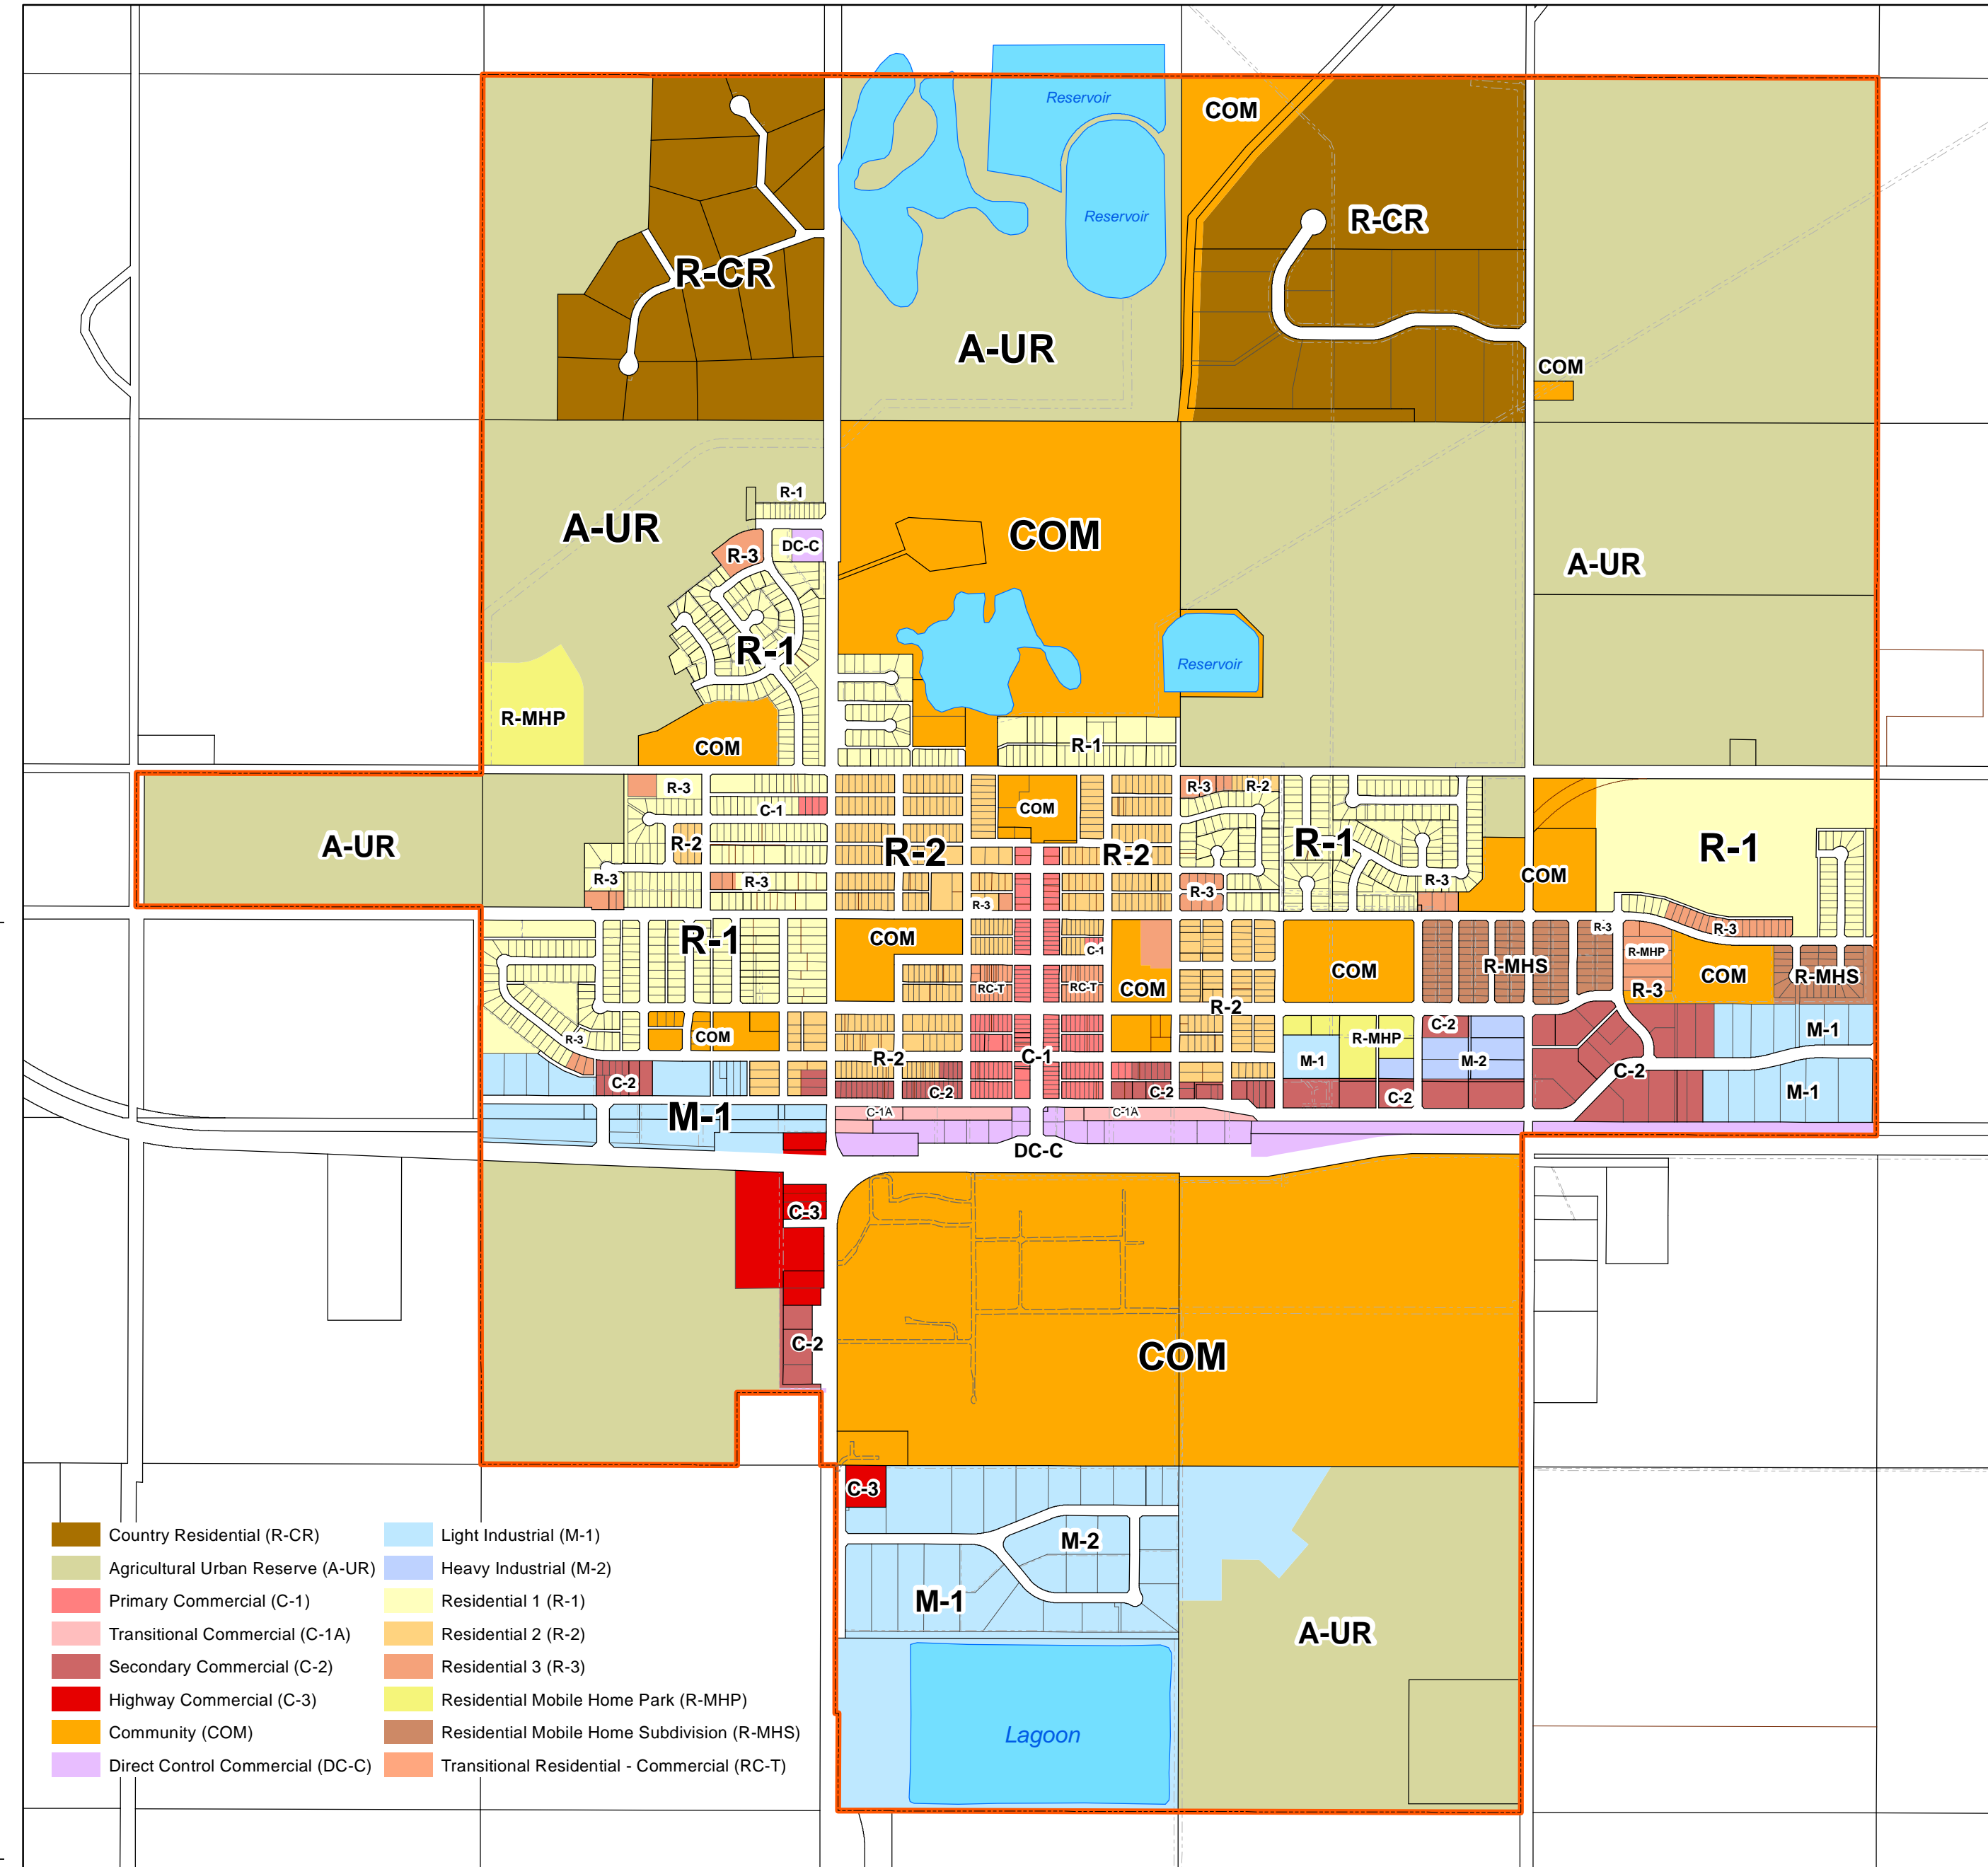 Reservoir
COM
Reservoir
R-CR
R-CR
A-UR
COM
R-1
A-UR
COM
DC-C
R-3
A-UR
R-1
Reservoir
R-MHP
COM
R-1
R-3
R-3
R-2
C-1
COM
A-UR
R-2
R-2
R-2
R-1
R-1
R-3
R-3
R-3
R-3
COM
R-3
R-1
COM
C-1
R-3
R-3
R-MHP
COM
R-MHS
COM
R-MHS
RC-T
RC-T
COM
R-3
R-2
C-2
M-1
R-3
COM
R-MHP
R-2
C-1
M-1
M-2
C-2
C-2
C-2
C-2
C-2
M-1
M-1
C-1A
C-1A
DC-C
C-3
C-2
COM
C-3
M-2
M-1
A-UR
Lagoon
Country Residential (R-CR)
Agricultural Urban Reserve (A-UR)
Primary Commercial (C-1)
Transitional Commercial (C-1A)
Secondary Commercial (C-2)
Highway Commercial (C-3)
Community (COM)
Direct Control Commercial (DC-C)
Light Industrial (M-1)
Heavy Industrial (M-2)
Residential 1 (R-1)
Residential 2 (R-2)
Residential 3 (R-3)
Residential Mobile Home Park (R-MHP)
Residential Mobile Home Subdivision (R-MHS)
Transitional Residential - Commercial (RC-T)